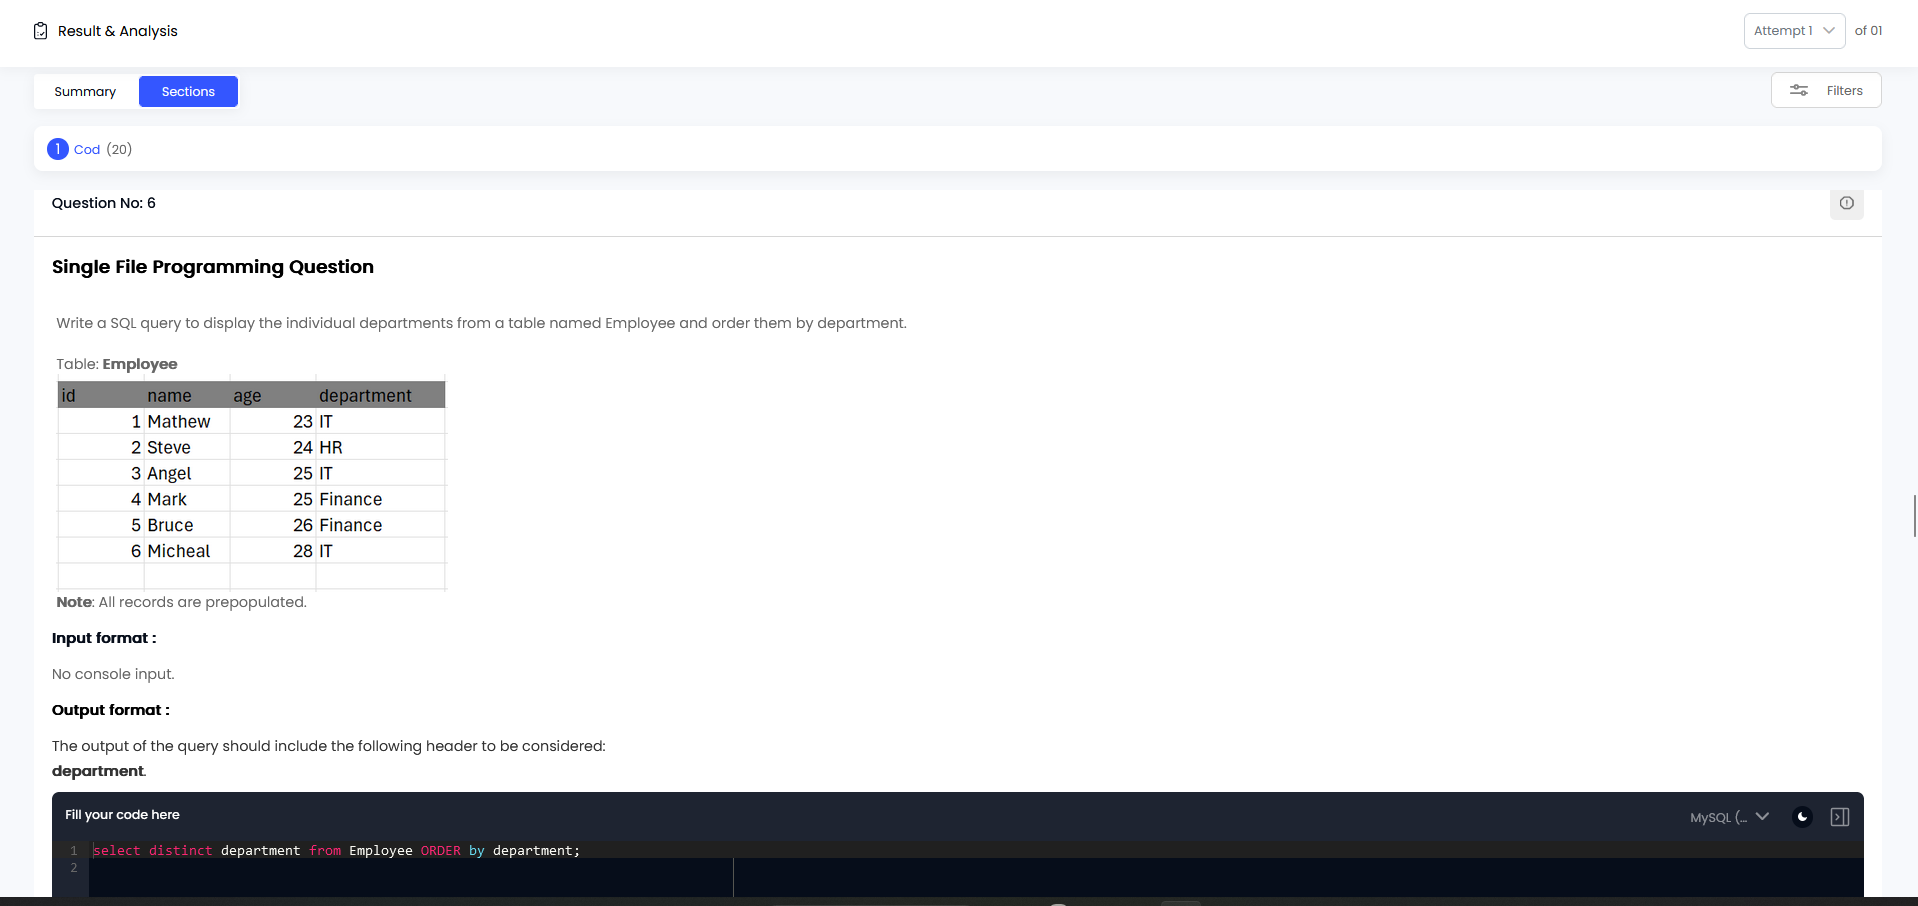 Result & Analysis
Attempt 1
of 01
Summary
Sections
Filters
1 Cod (20)
Question No: 6
Single File Programming Question
Write a SQL query to display the individual departments from a table named Employee and order them by department.
Table: Employee
id name age department
1 Mathew 23 IT
2 Steve 24 HR
3 Angel 25 IT
4 Mark 25 Finance
5 Bruce 26 Finance
6 Micheal 28 IT
Note: All records are prepopulated.
Input format :
No console input.
Output format :
The output of the query should include the following header to be considered:
department.
Fill your code here
MySQL (...
1 select distinct department from Employee ORDER by department;
2